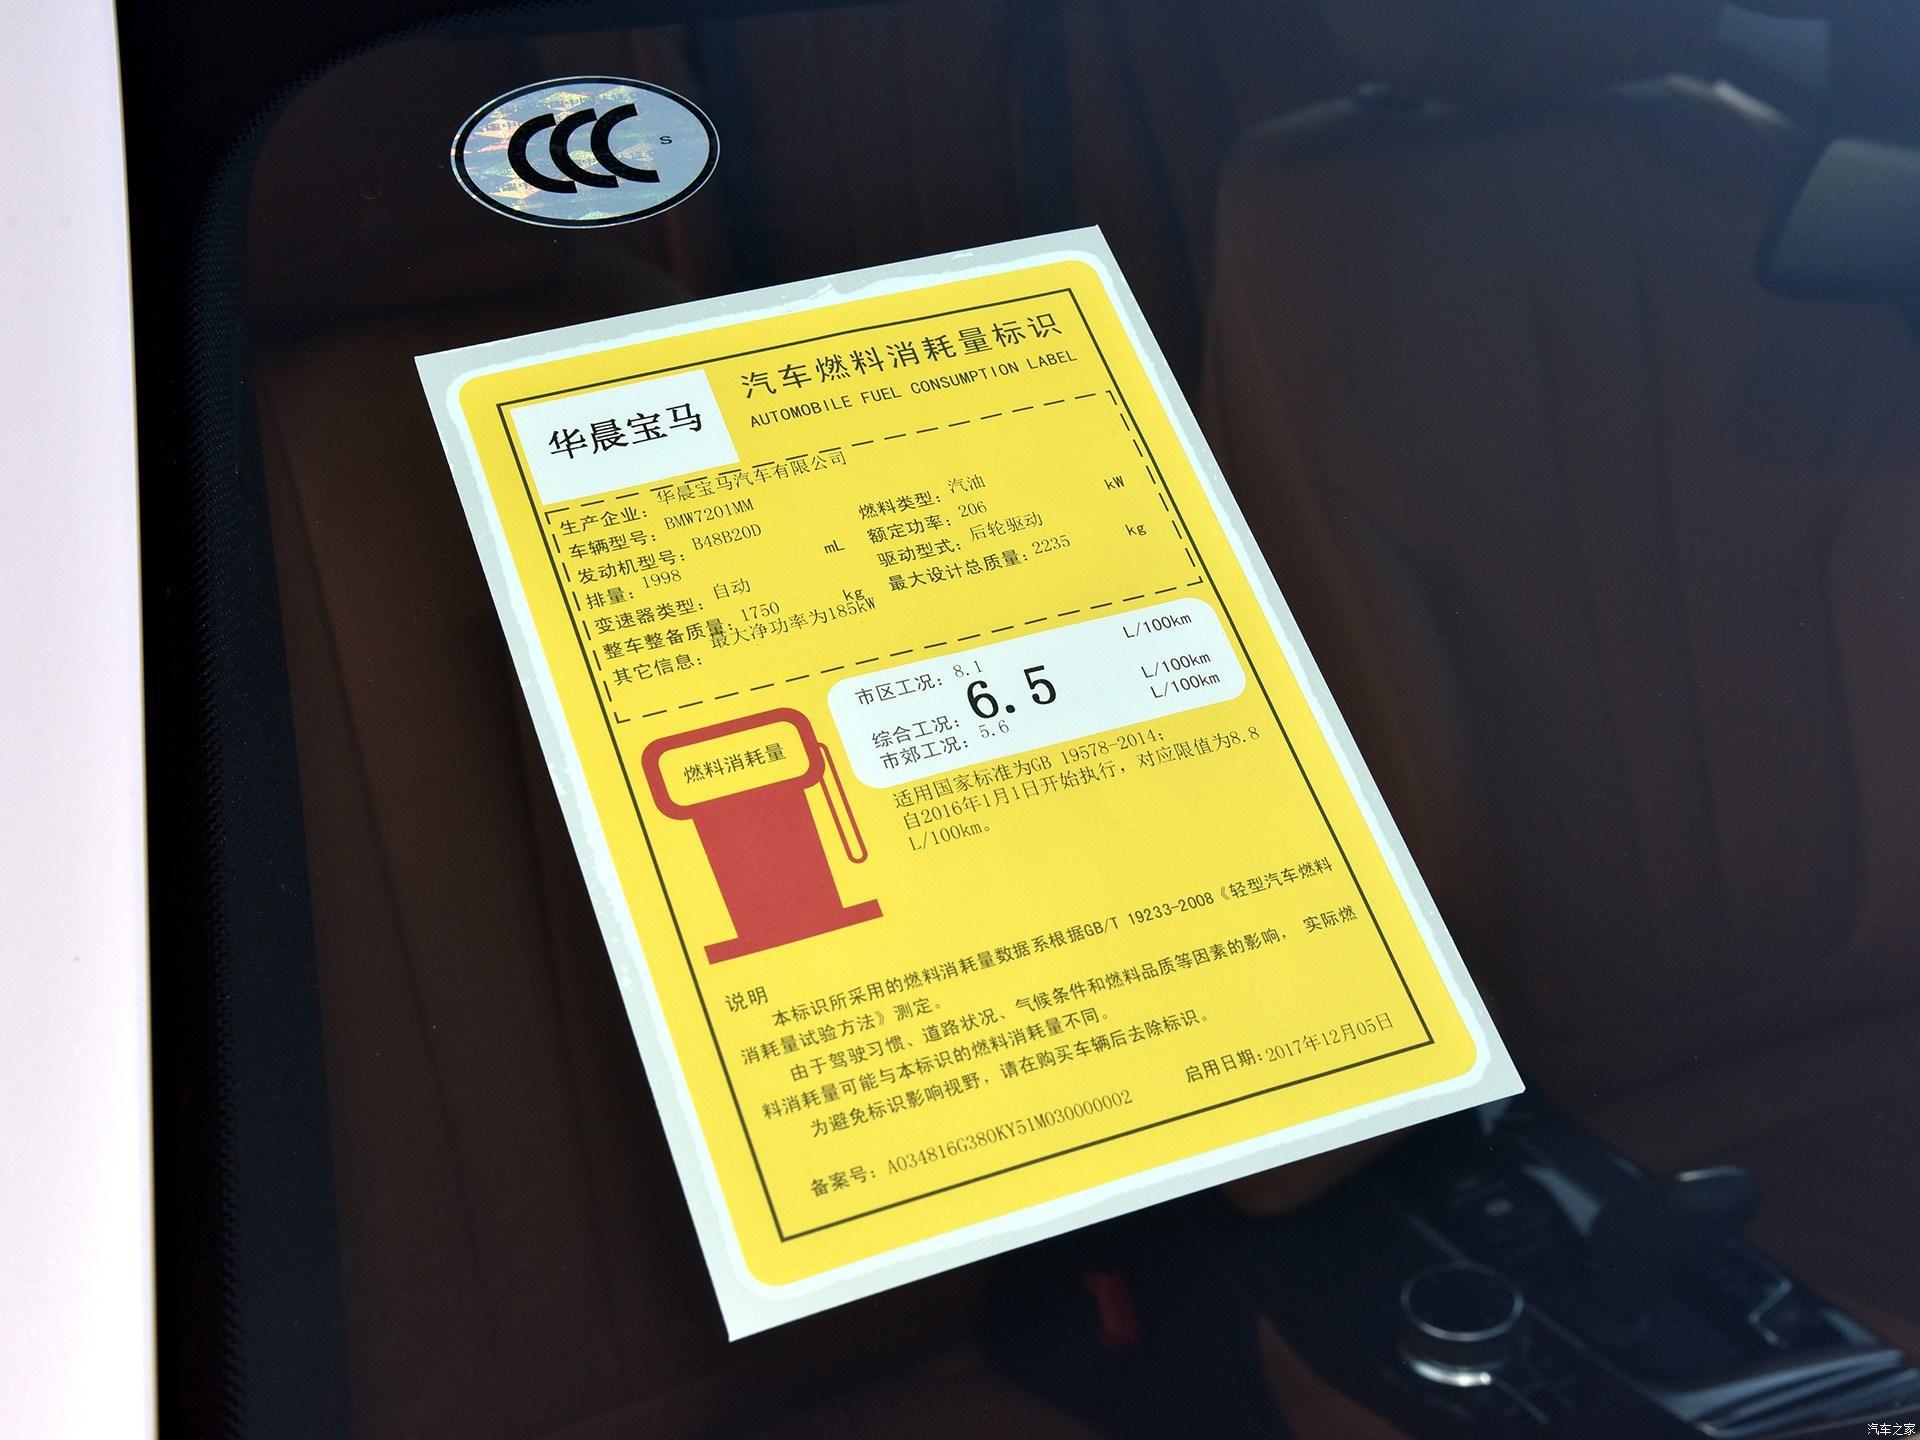 CCC S
汽车燃料消耗量标识
AUTOMOBILE FUEL CONSUMPTION LABEL
华晨宝马
生产企业: 华晨宝马汽车有限公司
车辆型号: BMW7201MM
燃料类型: 汽油
发动机型号: B48B20D
额定功率: 206 kW
排量: 1998 mL
驱动型式: 后轮驱动
变速器类型: 自动
最大设计总质量: 2235 kg
整车整备质量: 1750 kg
其它信息: 最大净功率为185kW
燃料消耗量
市区工况: 8.1 L/100km
综合工况: 6.5 L/100km
市郊工况: 5.6 L/100km
适用国家标准为GB 19578-2014;
自2016年1月1日开始执行, 对应限值为8.8
L/100km。
说明
本标识所采用的燃料消耗量数据系根据GB/T 19233-2008《轻型汽车燃料
消耗量试验方法》测定。
由于驾驶习惯、道路状况、气候条件和燃料品质等因素的影响, 实际燃
料消耗量可能与本标识的燃料消耗量不同。
为避免标识影响视野, 请在购买车辆后去除标识。
备案号: A034816G380KY51M030000002
启用日期: 2017年12月05日
汽车之家